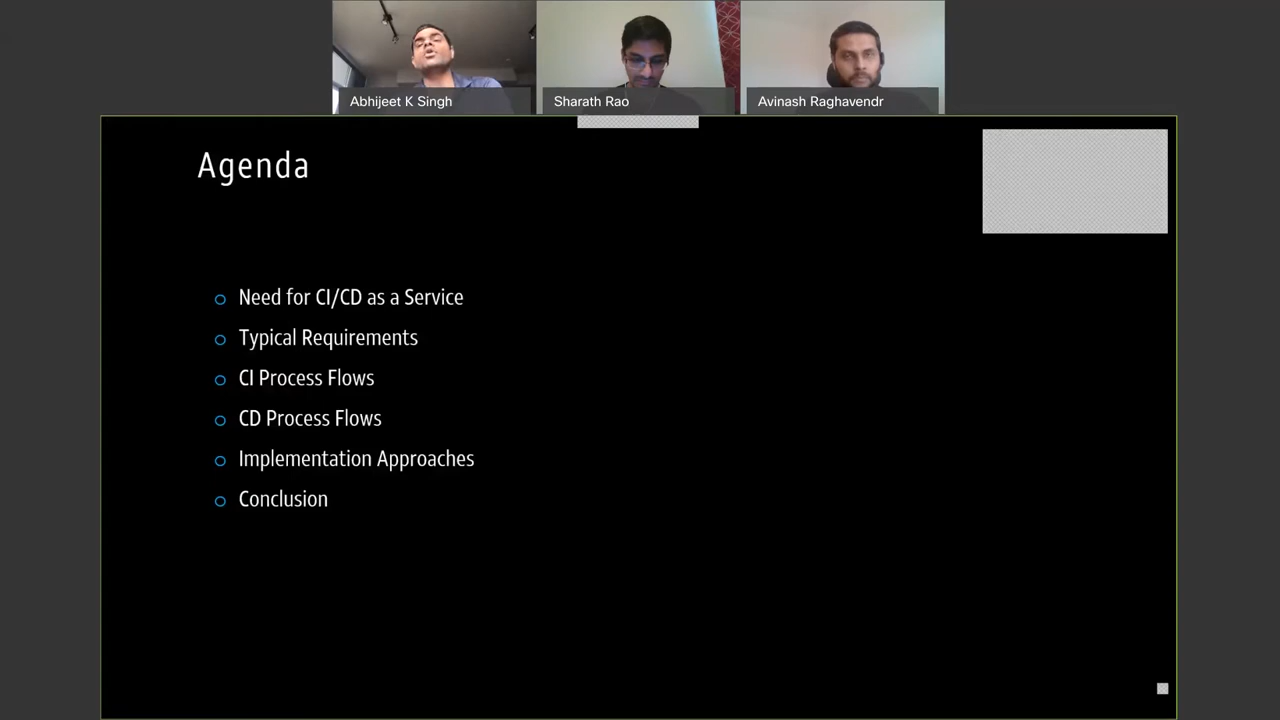 Abhijeet K Singh
Sharath Rao
Avinash Raghavendr
Agenda
Need for CI/CD as a Service
Typical Requirements
CI Process Flows
CD Process Flows
Implementation Approaches
Conclusion